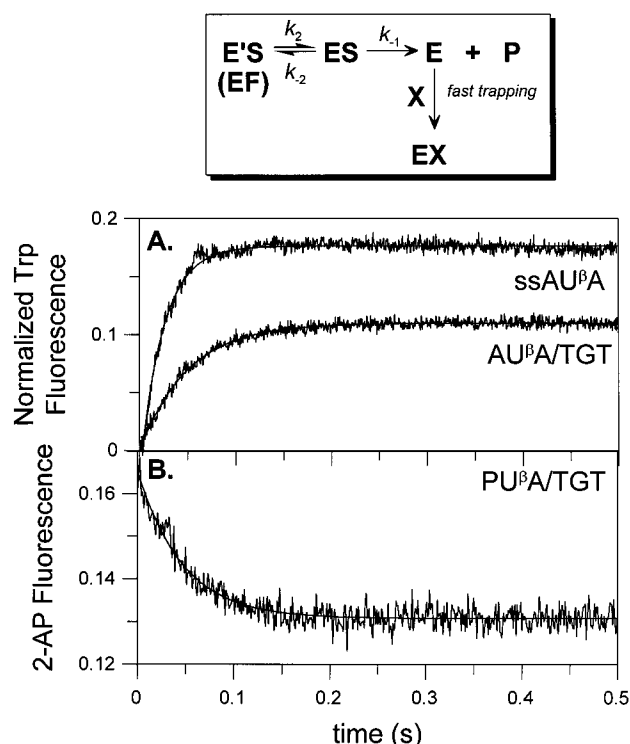 k₂ k₋₁
E'S ⇌ ES → E + P
(EF) k₋₂
X fast trapping
EX
0.2
A.
ssAUᵝA
Normalized Trp
Fluorescence
0.1
AUᵝA/TGT
0
B.
PUᵝA/TGT
0.16
2-AP Fluorescence
0.14
0.12
0 0.1 0.2 0.3 0.4 0.5
time (s)